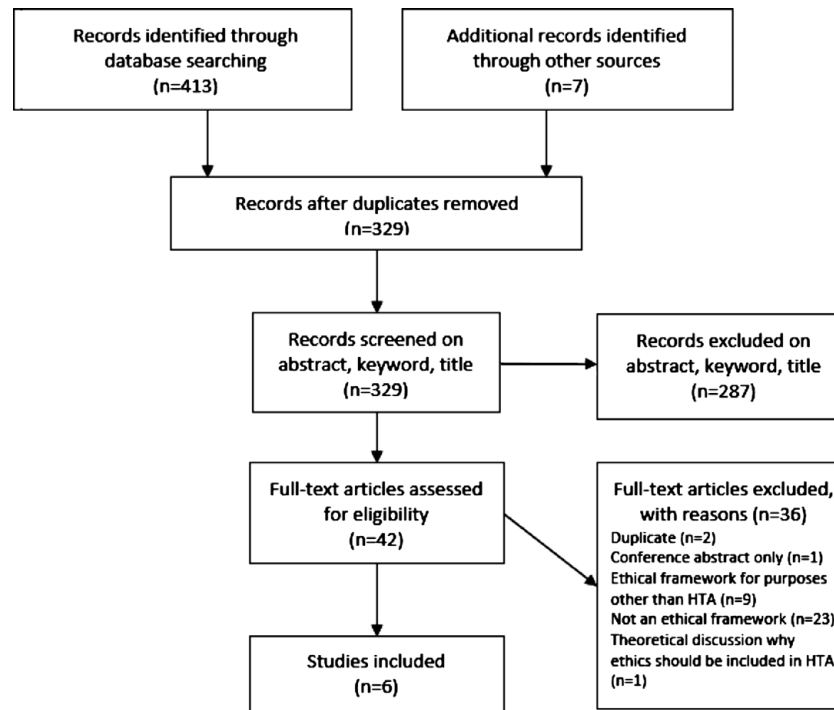 Records identified through
database searching
(n=413)
Additional records identified
through other sources
(n=7)
Records after duplicates removed
(n=329)
Records screened on
abstract, keyword, title
(n=329)
Records excluded on
abstract, keyword, title
(n=287)
Full-text articles assessed
for eligibility
(n=42)
Full-text articles excluded,
with reasons (n=36)
Duplicate (n=2)
Conference abstract only (n=1)
Ethical framework for purposes
other than HTA (n=9)
Not an ethical framework (n=23)
Theoretical discussion why
ethics should be included in HTA
(n=1)
Studies included
(n=6)